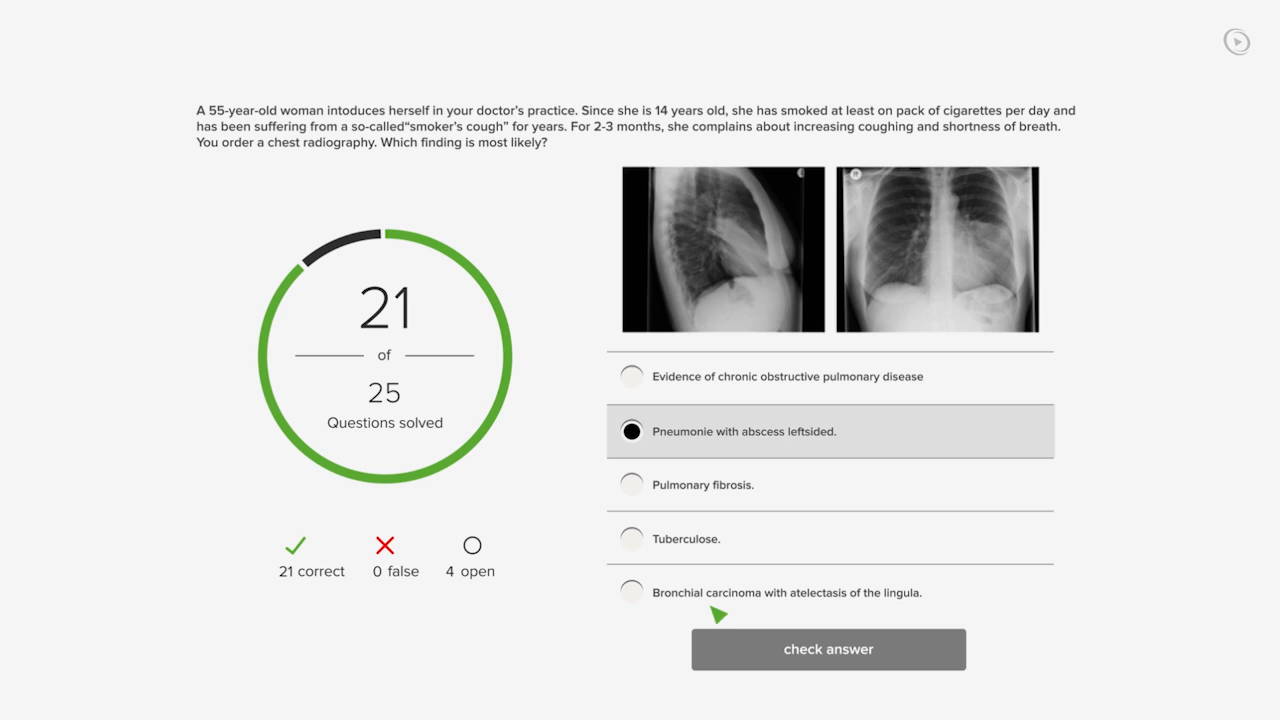 A 55-year-old woman intoduces herself in your doctor's practice. Since she is 14 years old, she has smoked at least on pack of cigarettes per day and
has been suffering from a so-called"smoker's cough" for years. For 2-3 months, she complains about increasing coughing and shortness of breath.
You order a chest radiography. Which finding is most likely?
21
of
25
Questions solved
21 correct
0 false
4 open
Evidence of chronic obstructive pulmonary disease
Pneumonie with abscess leftsided.
Pulmonary fibrosis.
Tuberculose.
Bronchial carcinoma with atelectasis of the lingula.
check answer